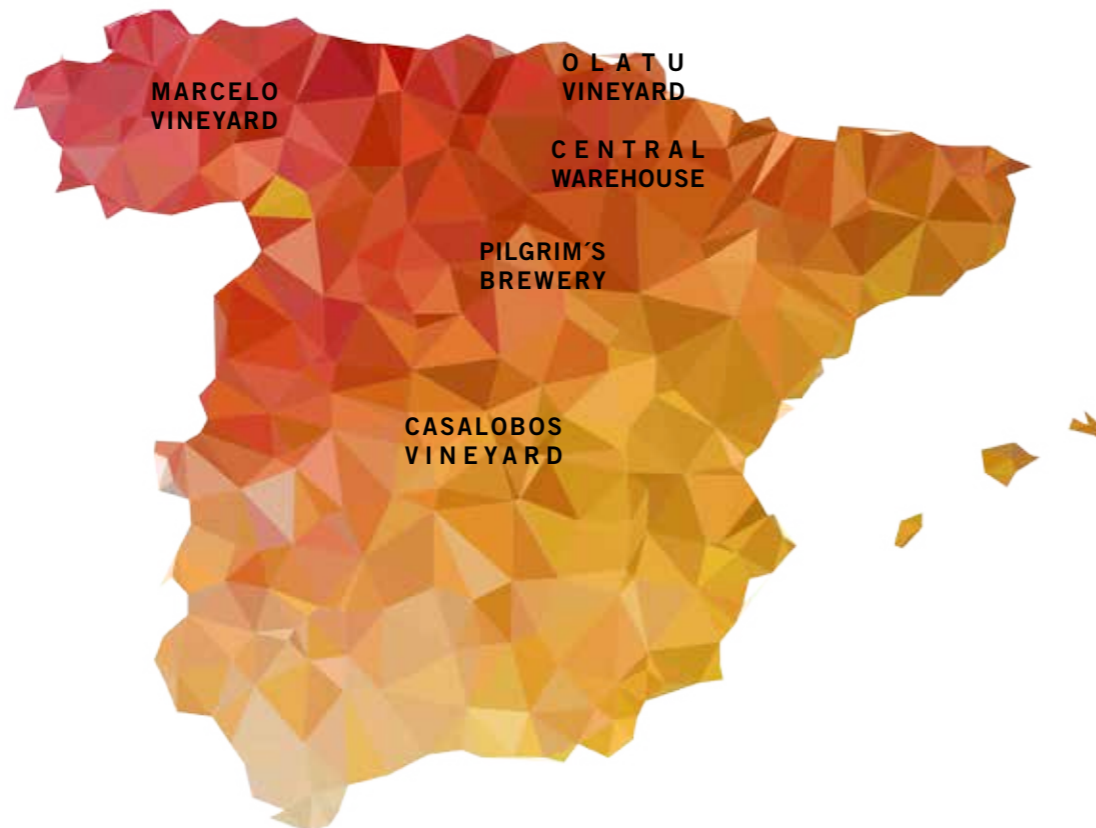 MARCELO
VINEYARD
OLATU
VINEYARD
CENTRAL
WAREHOUSE
PILGRIM´S
BREWERY
CASALOBOS
VINEYARD